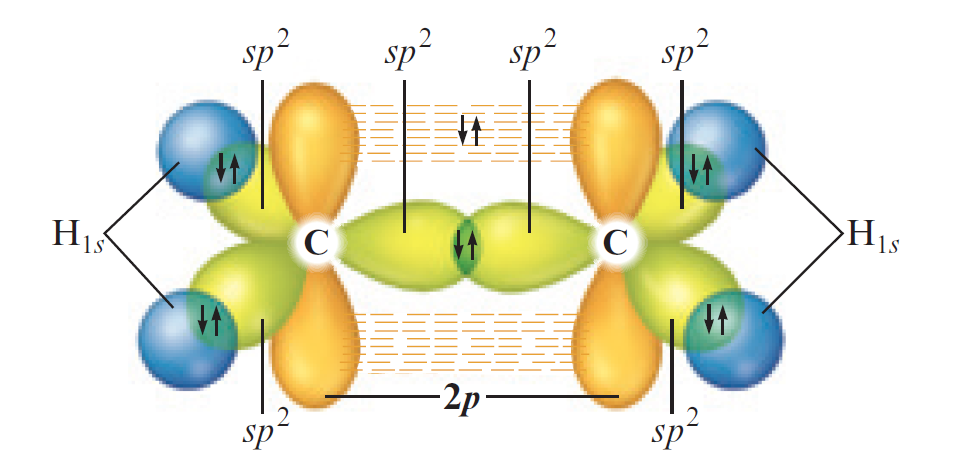 sp² sp² sp² sp²
C C
H₁ₛ H₁ₛ
2p
sp² sp²